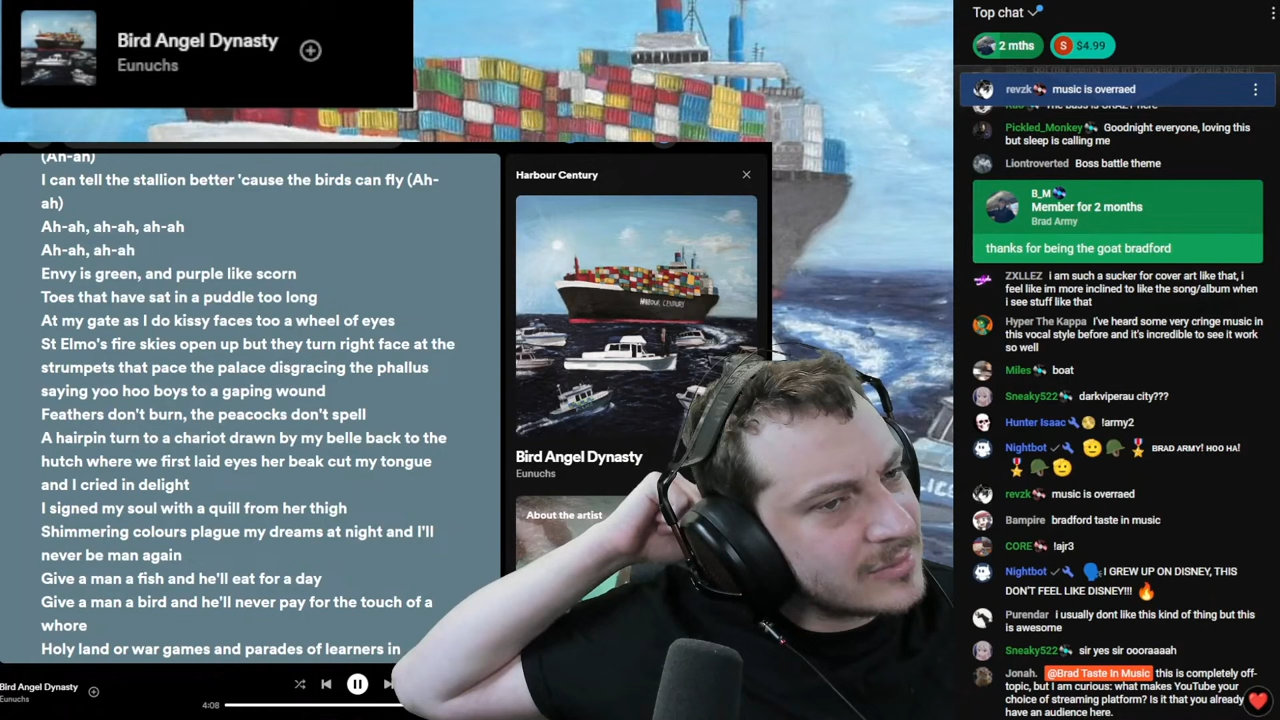 Bird Angel Dynasty
Eunuchs
(Ah-ah)
I can tell the stallion better 'cause the birds can fly (Ah-
ah)
Ah-ah, ah-ah, ah-ah
Ah-ah, ah-ah
Envy is green, and purple like scorn
Toes that have sat in a puddle too long
At my gate as I do kissy faces too a wheel of eyes
St Elmo's fire skies open up but they turn right face at the
strumpets that pace the palace disgracing the phallus
saying yoo hoo boys to a gaping wound
Feathers don't burn, the peacocks don't spell
A hairpin turn to a chariot drawn by my belle back to the
hutch where we first laid eyes her beak cut my tongue
and I cried in delight
I signed my soul with a quill from her thigh
Shimmering colours plague my dreams at night and I'll
never be man again
Give a man a fish and he'll eat for a day
Give a man a bird and he'll never pay for the touch of a
whore
Holy land or war games and parades of learners in
Bird Angel Dynasty
Eunuchs
4:08
Harbour Century
HARBOUR CENTURY
Bird Angel Dynasty
Eunuchs
About the artist
Top chat
2 mths
S $4.99
revzk music is overraed
The bass is CRAZY here
Pickled_Monkey Goodnight everyone, loving this
but sleep is calling me
Liontroverted Boss battle theme
B_M
Member for 2 months
Brad Army
thanks for being the goat bradford
ZXLLEZ i am such a sucker for cover art like that, i
feel like im more inclined to like the song/album when
i see stuff like that
Hyper The Kappa I've heard some very cringe music in
this vocal style before and it's incredible to see it work
so well
Miles boat
Sneaky522 darkviperau city???
Hunter Isaac !army2
Nightbot BRAD ARMY! HOO HA!
revzk music is overraed
Bampire bradford taste in music
CORE !ajr3
Nightbot I GREW UP ON DISNEY, THIS
DON'T FEEL LIKE DISNEY!!!
Purendar i usually dont like this kind of thing but this
is awesome
Sneaky522 sir yes sir oooraaaah
Jonah. @Brad Taste In Music this is completely off-
topic, but I am curious: what makes YouTube your
choice of streaming platform? Is it that you already
have an audience here.